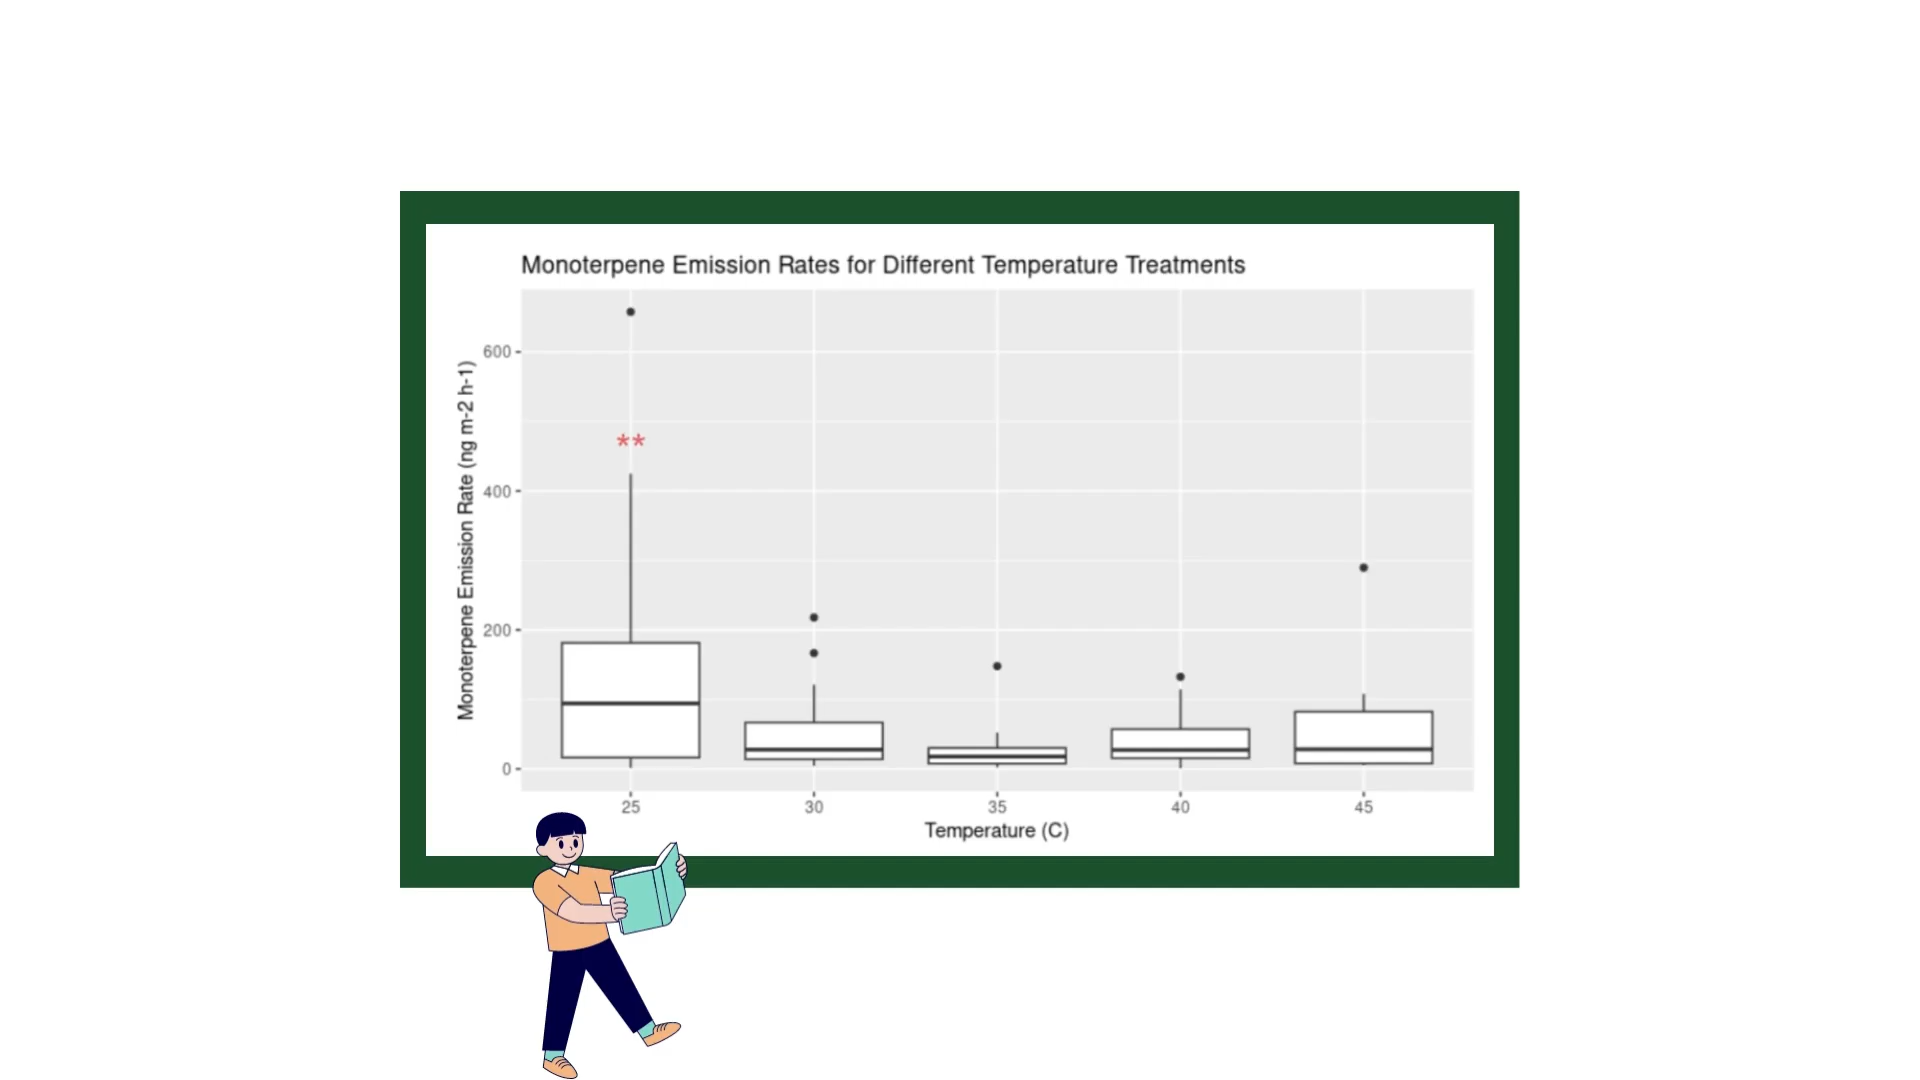 Monoterpene Emission Rates for Different Temperature Treatments
Monoterpene Emission Rate (ng m-2 h-1)
600
**
400
200
0
25 30 35 40 45
Temperature (C)